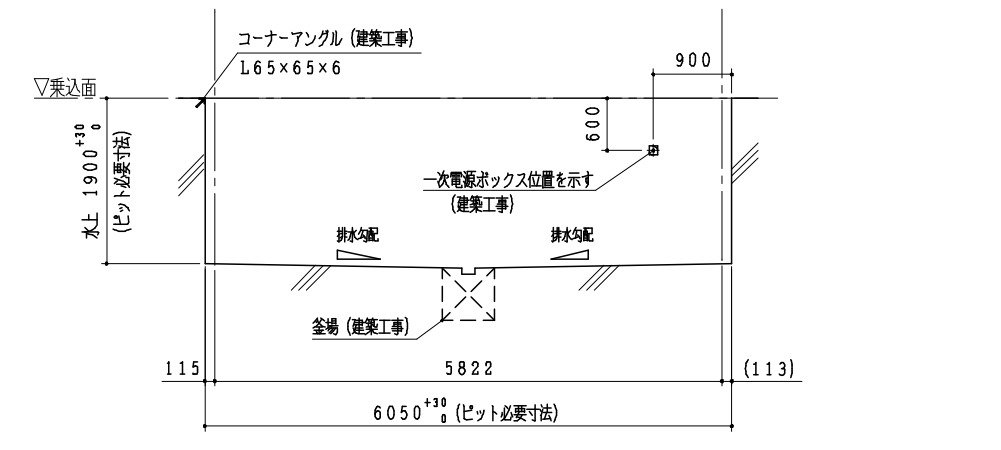 コーナーアングル (建築工事)
L65×65×6
900
▽乗込面
600
水上 1900 +30 0
(ピット必要寸法)
一次電源ボックス位置を示す
(建築工事)
排水勾配
排水勾配
釜場 (建築工事)
115
5822
(113)
6050 +30 0 (ピット必要寸法)